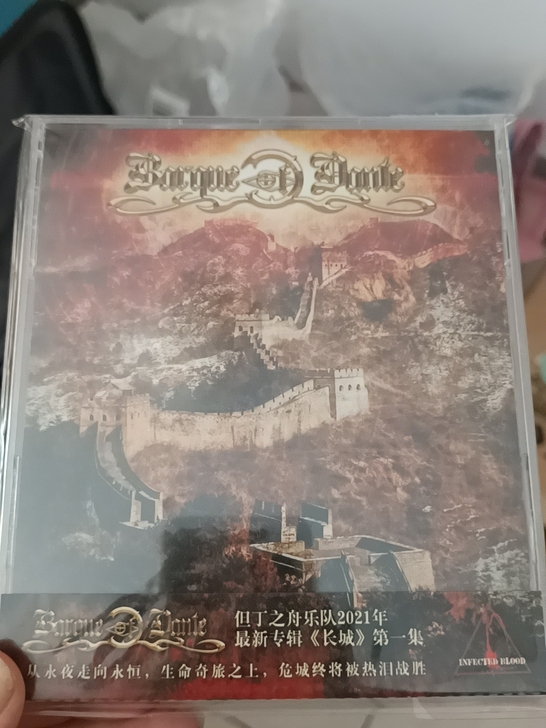 Barque of Dante
Barque of Dante
但丁之舟乐队2021年
最新专辑《长城》第一集
从永夜走向永恒，生命奇旅之上，危城终将被热泪战胜
INFECTED BLOOD